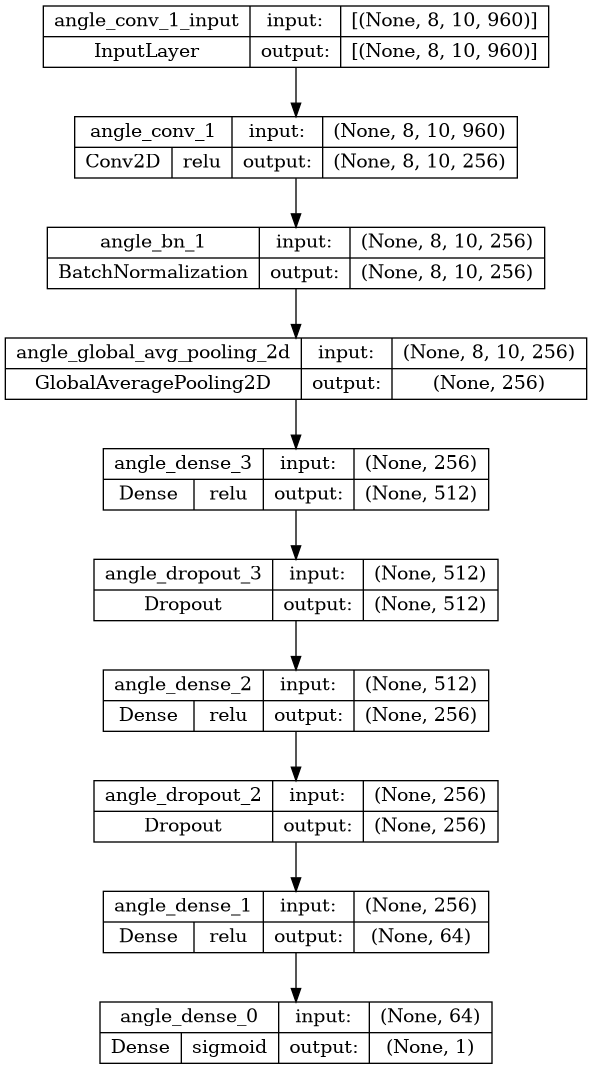 angle_conv_1_input input: [(None, 8, 10, 960)]
InputLayer output: [(None, 8, 10, 960)]
angle_conv_1 input: (None, 8, 10, 960)
Conv2D relu output: (None, 8, 10, 256)
angle_bn_1 input: (None, 8, 10, 256)
BatchNormalization output: (None, 8, 10, 256)
angle_global_avg_pooling_2d input: (None, 8, 10, 256)
GlobalAveragePooling2D output: (None, 256)
angle_dense_3 input: (None, 256)
Dense relu output: (None, 512)
angle_dropout_3 input: (None, 512)
Dropout output: (None, 512)
angle_dense_2 input: (None, 512)
Dense relu output: (None, 256)
angle_dropout_2 input: (None, 256)
Dropout output: (None, 256)
angle_dense_1 input: (None, 256)
Dense relu output: (None, 64)
angle_dense_0 input: (None, 64)
Dense sigmoid output: (None, 1)